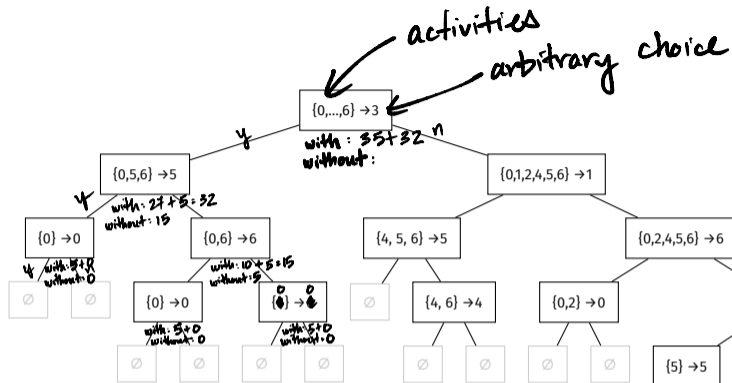 activities
arbitrary choice
{0,...,6} →3
y
with: 35+32
n
without:
{0,5,6} →5
{0,1,2,4,5,6} →1
y
with: 27+5=32
without: 15
{0} →0
{0,6} →6
{4, 5, 6} →5
{0,2,4,5,6} →6
y
with: 5+0
without: 0
with: 10+5=15
without: 5
∅
∅
{0} →0
0 0
∅
{4, 6} →4
{0,2} →0
with: 5+0
without: 0
with: 5+0
without: 0
∅
∅
∅
∅
∅
∅
∅
∅
{5} →5